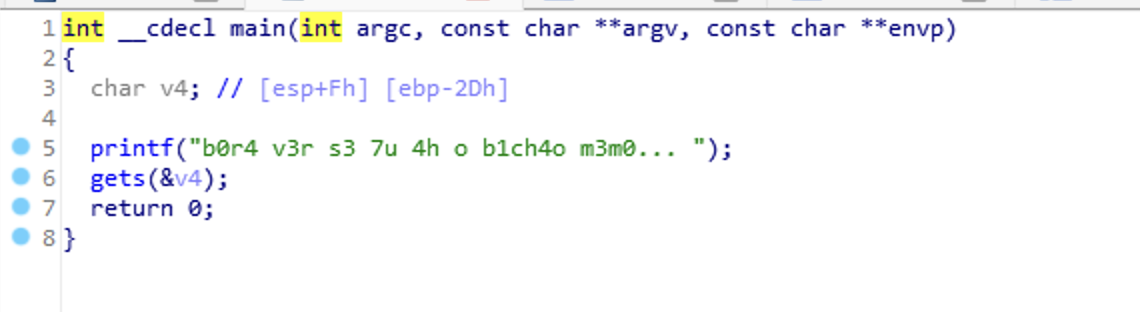 1 int __cdecl main(int argc, const char **argv, const char **envp)
2 {
3 char v4; // [esp+Fh] [ebp-2Dh]
4
5 printf("b0r4 v3r s3 7u 4h o b1ch4o m3m0... ");
6 gets(&v4);
7 return 0;
8 }